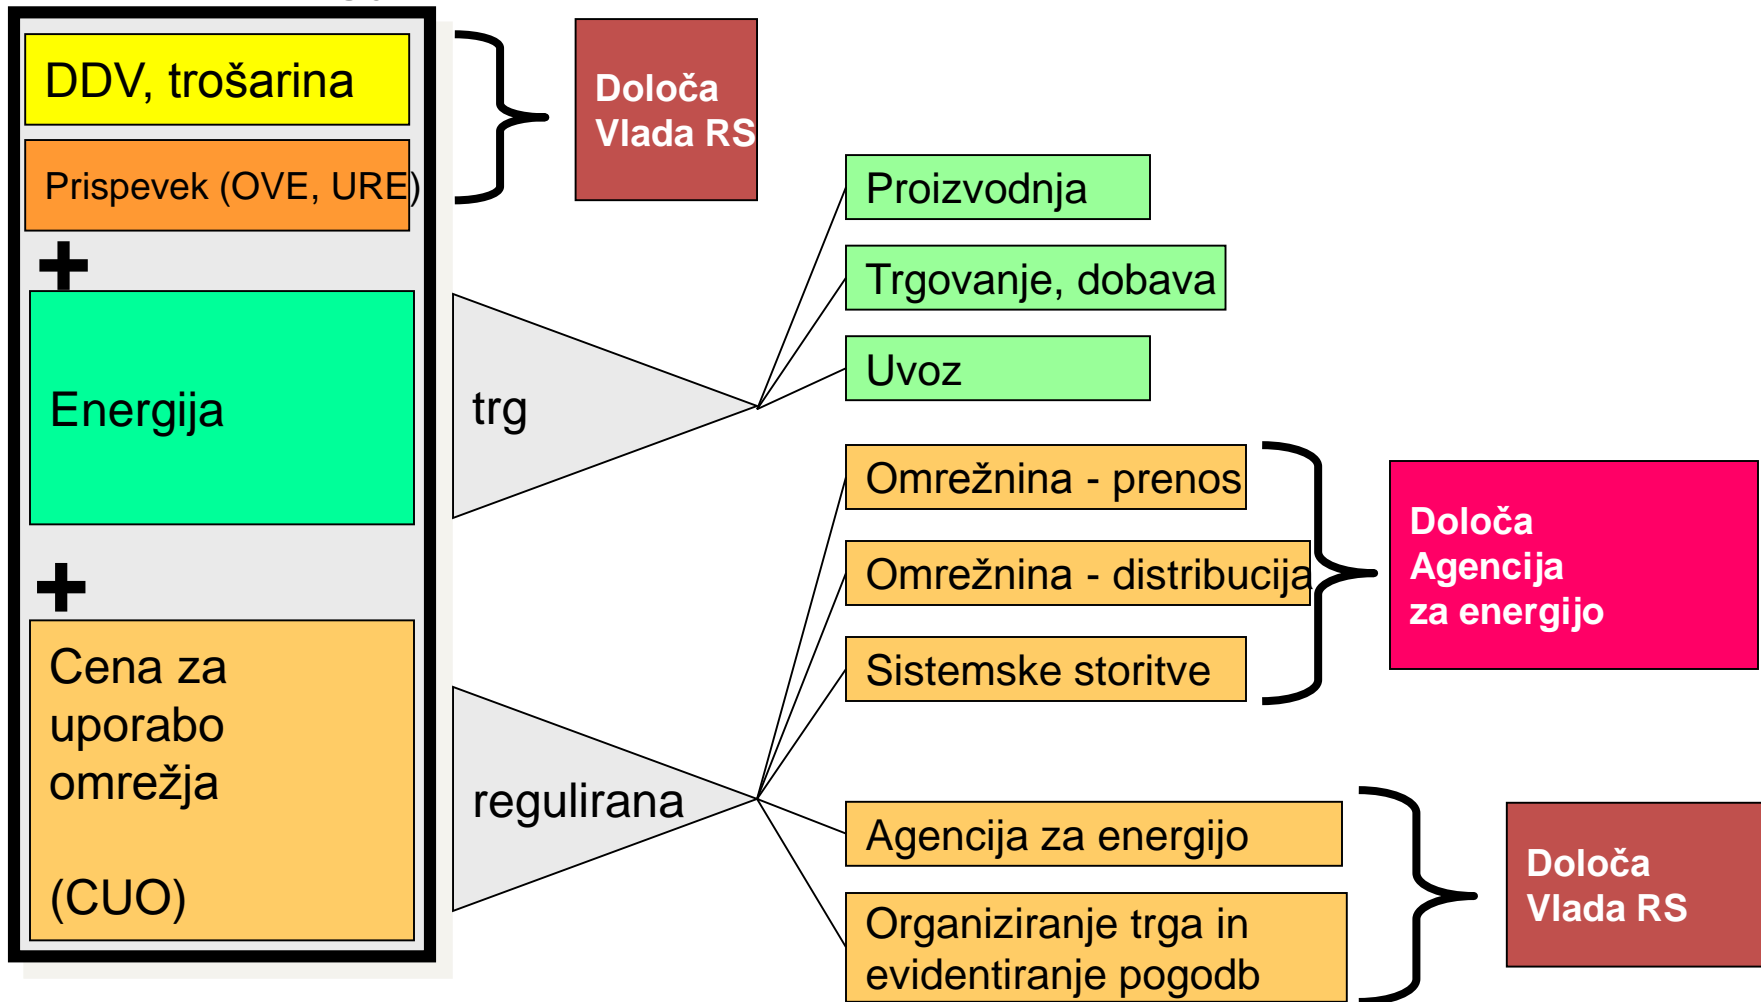 DDV, trošarina
Prispevek (OVE, URE)
+
Energija
+
Cena za
uporabo
omrežja
(CUO)
Določa
Vlada RS
trg
Proizvodnja
Trgovanje, dobava
Uvoz
regulirana
Omrežnina - prenos
Omrežnina - distribucija
Sistemske storitve
Določa
Agencija
za energijo
Agencija za energijo
Organiziranje trga in
evidentiranje pogodb
Določa
Vlada RS